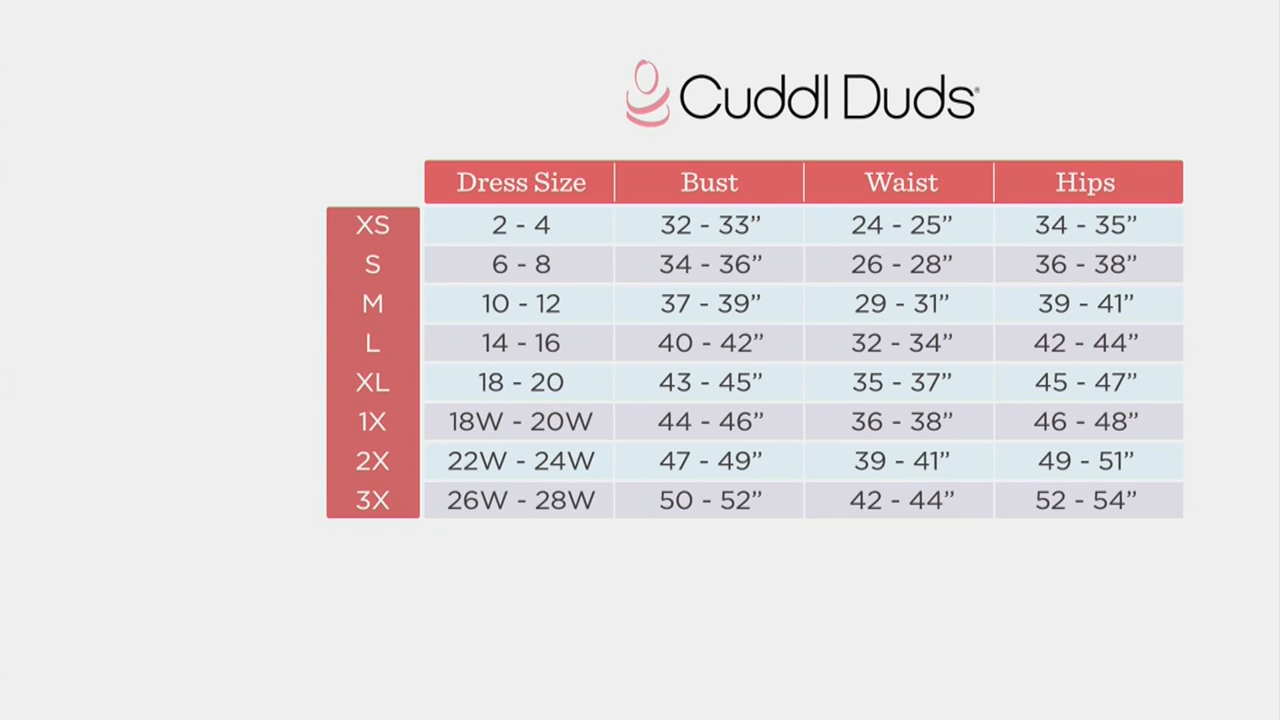 Cuddl Duds®
Dress Size Bust Waist Hips
XS 2 - 4 32 - 33” 24 - 25” 34 - 35”
S 6 - 8 34 - 36” 26 - 28” 36 - 38”
M 10 - 12 37 - 39” 29 - 31” 39 - 41”
L 14 - 16 40 - 42” 32 - 34” 42 - 44”
XL 18 - 20 43 - 45” 35 - 37” 45 - 47”
1X 18W - 20W 44 - 46” 36 - 38” 46 - 48”
2X 22W - 24W 47 - 49” 39 - 41” 49 - 51”
3X 26W - 28W 50 - 52” 42 - 44” 52 - 54”